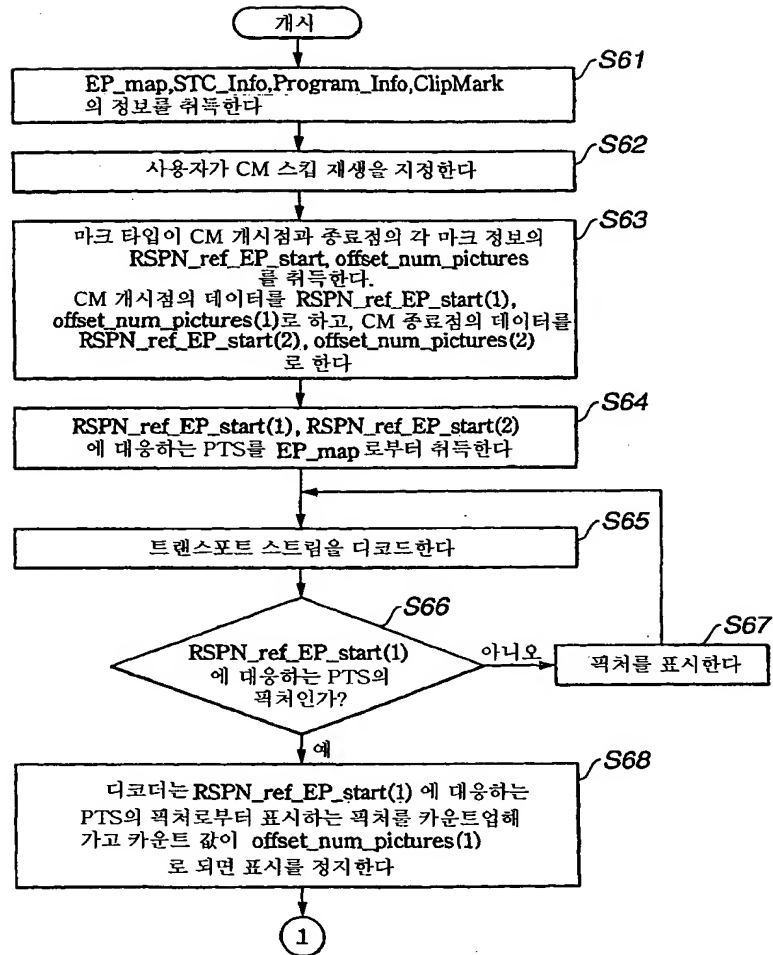 개시
S61
EP_map,STC_Info,Program_Info,ClipMark
의 정보를 취득한다
S62
사용자가 CM 스킵 재생을 지정한다
S63
마크 타입이 CM 개시점과 종료점의 각 마크 정보의
RSPN_ref_EP_start, offset_num_pictures
를 취득한다.
CM 개시점의 데이터를 RSPN_ref_EP_start(1),
offset_num_pictures(1)로 하고, CM 종료점의 데이터를
RSPN_ref_EP_start(2), offset_num_pictures(2)
로 한다
S64
RSPN_ref_EP_start(1), RSPN_ref_EP_start(2)
에 대응하는 PTS를 EP_map로부터 취득한다
S65
트랜스포트 스트림을 디코드한다
S66
RSPN_ref_EP_start(1)
에 대응하는 PTS의
픽처인가?
아니오
S67
픽처를 표시한다
예
S68
디코더는 RSPN_ref_EP_start(1) 에 대응하는
PTS의 픽처로부터 표시하는 픽처를 카운트업해
가고 카운트 값이 offset_num_pictures(1)
로 되면 표시를 정지한다
1